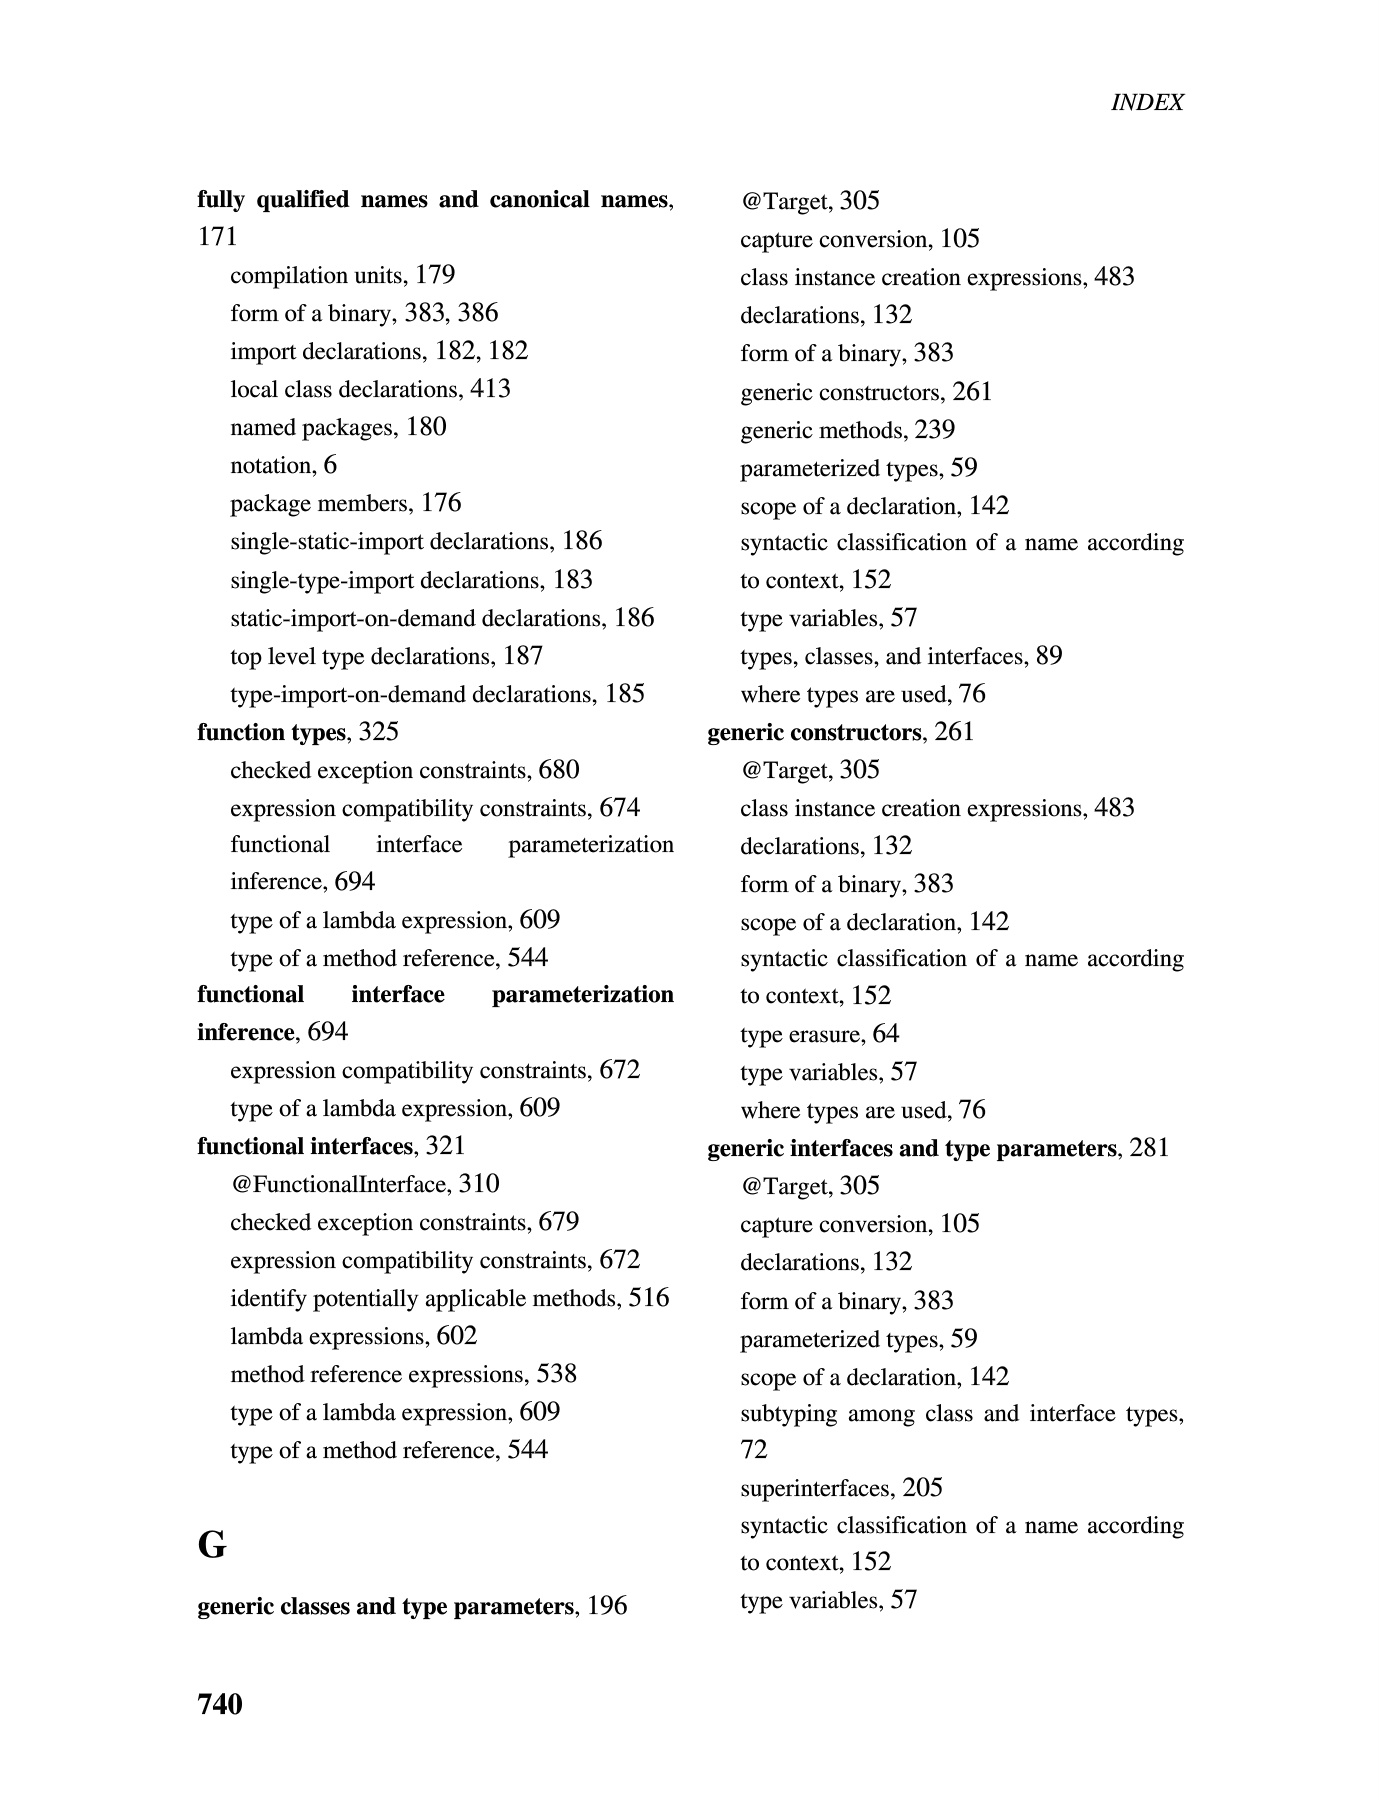 INDEX
fully qualified names and canonical names,
171
compilation units, 179
form of a binary, 383, 386
import declarations, 182, 182
local class declarations, 413
named packages, 180
notation, 6
package members, 176
single-static-import declarations, 186
single-type-import declarations, 183
static-import-on-demand declarations, 186
top level type declarations, 187
type-import-on-demand declarations, 185
function types, 325
checked exception constraints, 680
expression compatibility constraints, 674
functional interface parameterization
inference, 694
type of a lambda expression, 609
type of a method reference, 544
functional interface parameterization
inference, 694
expression compatibility constraints, 672
type of a lambda expression, 609
functional interfaces, 321
@FunctionalInterface, 310
checked exception constraints, 679
expression compatibility constraints, 672
identify potentially applicable methods, 516
lambda expressions, 602
method reference expressions, 538
type of a lambda expression, 609
type of a method reference, 544
G
generic classes and type parameters, 196
@Target, 305
capture conversion, 105
class instance creation expressions, 483
declarations, 132
form of a binary, 383
generic constructors, 261
generic methods, 239
parameterized types, 59
scope of a declaration, 142
syntactic classification of a name according
to context, 152
type variables, 57
types, classes, and interfaces, 89
where types are used, 76
generic constructors, 261
@Target, 305
class instance creation expressions, 483
declarations, 132
form of a binary, 383
scope of a declaration, 142
syntactic classification of a name according
to context, 152
type erasure, 64
type variables, 57
where types are used, 76
generic interfaces and type parameters, 281
@Target, 305
capture conversion, 105
declarations, 132
form of a binary, 383
parameterized types, 59
scope of a declaration, 142
subtyping among class and interface types,
72
superinterfaces, 205
syntactic classification of a name according
to context, 152
type variables, 57
740